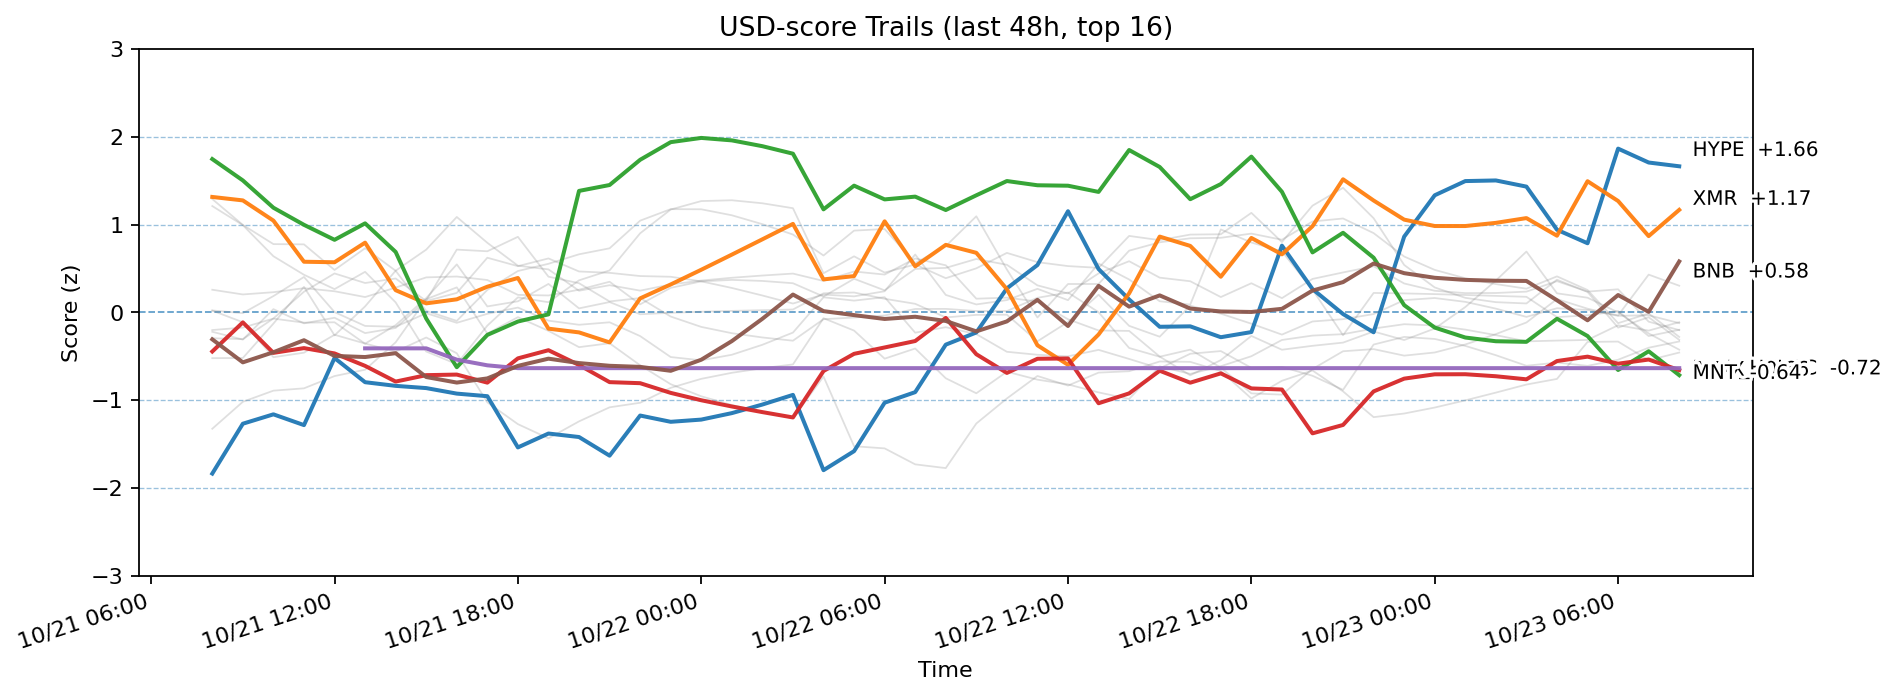 USD-score Trails (last 48h, top 16)
Score (z)
3
2
1
0
−1
−2
−3
HYPE +1.66
XMR +1.17
BNB +0.58
MNT -0.64
-0.72
10/21 06:00
10/21 12:00
10/21 18:00
10/22 00:00
10/22 06:00
10/22 12:00
10/22 18:00
10/23 00:00
10/23 06:00
Time